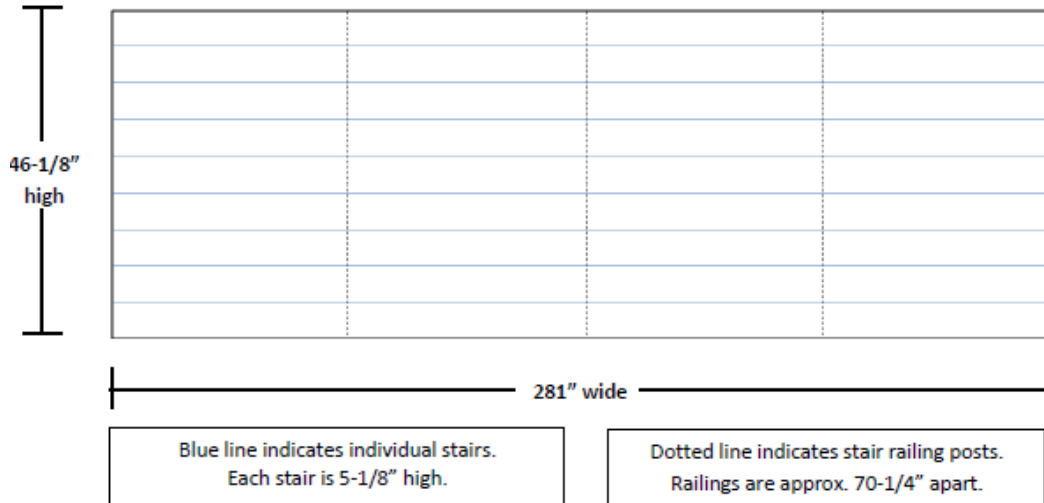 46-1/8”
high
281” wide
Blue line indicates individual stairs.
Each stair is 5-1/8” high.
Dotted line indicates stair railing posts.
Railings are approx. 70-1/4” apart.